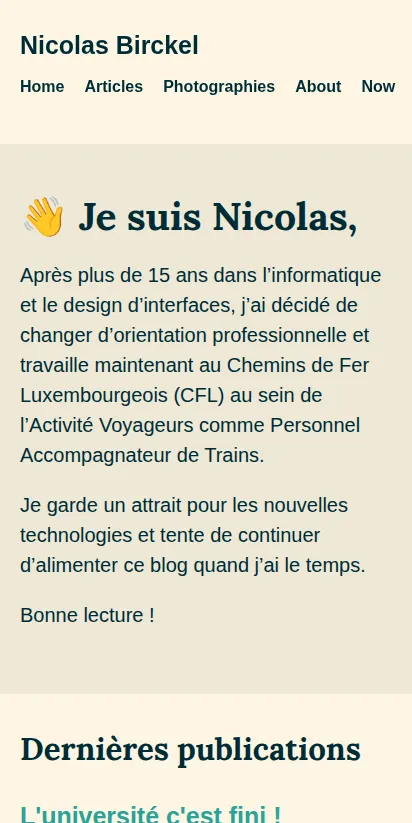 Nicolas Birckel
Home Articles Photographies About Now
👋 Je suis Nicolas,
Après plus de 15 ans dans l’informatique
et le design d’interfaces, j’ai décidé de
changer d’orientation professionnelle et
travaille maintenant au Chemins de Fer
Luxembourgeois (CFL) au sein de
l’Activité Voyageurs comme Personnel
Accompagnateur de Trains.
Je garde un attrait pour les nouvelles
technologies et tente de continuer
d’alimenter ce blog quand j’ai le temps.
Bonne lecture !
Dernières publications
L'université c'est fini !